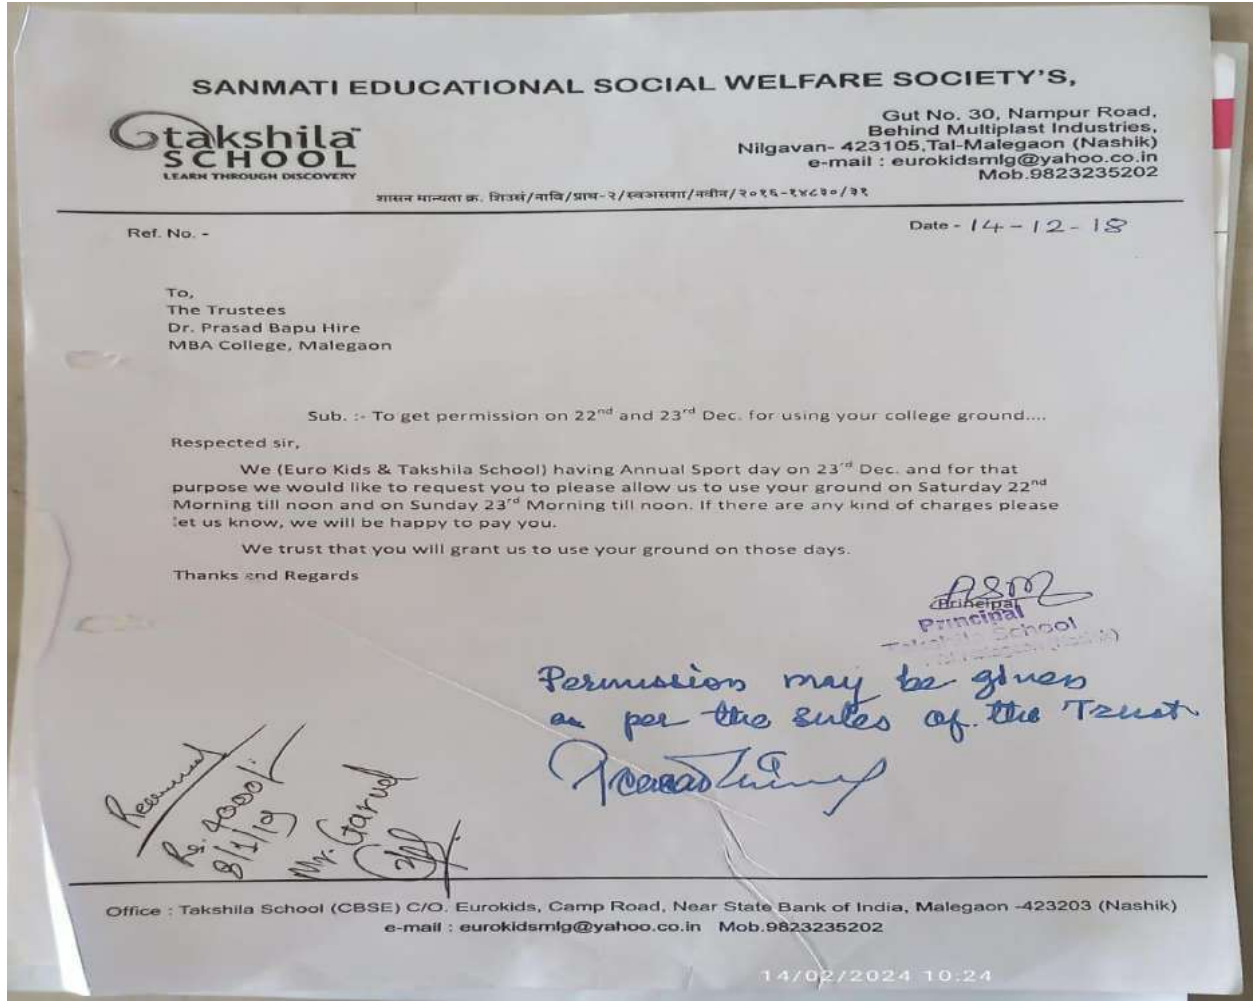 SANMATI EDUCATIONAL SOCIAL WELFARE SOCIETY'S,
takshila™
SCHOOL
LEARN THROUGH DISCOVERY
Gut No. 30, Nampur Road,
Behind Multiplast Industries,
Nilgavan- 423105,Tal-Malegaon (Nashik)
e-mail : eurokidsmlg@yahoo.co.in
Mob.9823235202
शासन मान्यता क्र. शिउसं/नावि/प्राथ-२/स्वअसशा/नवीन/२०१६-१४८३०/३१
Ref. No. -
Date - 14-12-18
To,
The Trustees
Dr. Prasad Bapu Hire
MBA College, Malegaon
Sub. :- To get permission on 22nd and 23rd Dec. for using your college ground....
Respected sir,
We (Euro Kids & Takshila School) having Annual Sport day on 23rd Dec. and for that
purpose we would like to request you to please allow us to use your ground on Saturday 22nd
Morning till noon and on Sunday 23rd Morning till noon. If there are any kind of charges please
let us know, we will be happy to pay you.
We trust that you will grant us to use your ground on those days.
Thanks and Regards
Principal
Principal
Takshila School
Permission may be given
as per the rules of the Trust
Received
Rs. 4000/-
8/1/19
Mr. Garud
Office : Takshila School (CBSE) C/O. Eurokids, Camp Road, Near State Bank of India, Malegaon -423203 (Nashik)
e-mail : eurokidsmlg@yahoo.co.in Mob.9823235202
14/02/2024 10:24